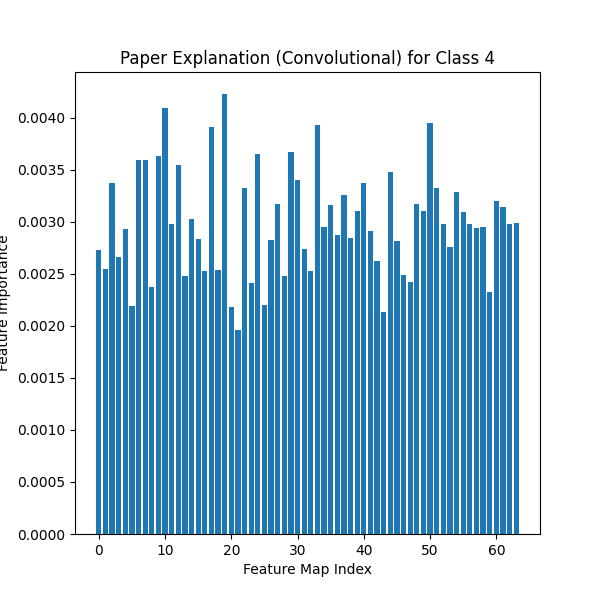 Paper Explanation (Convolutional) for Class 4
Feature Importance
0.0040
0.0035
0.0030
0.0025
0.0020
0.0015
0.0010
0.0005
0.0000
0 10 20 30 40 50 60
Feature Map Index